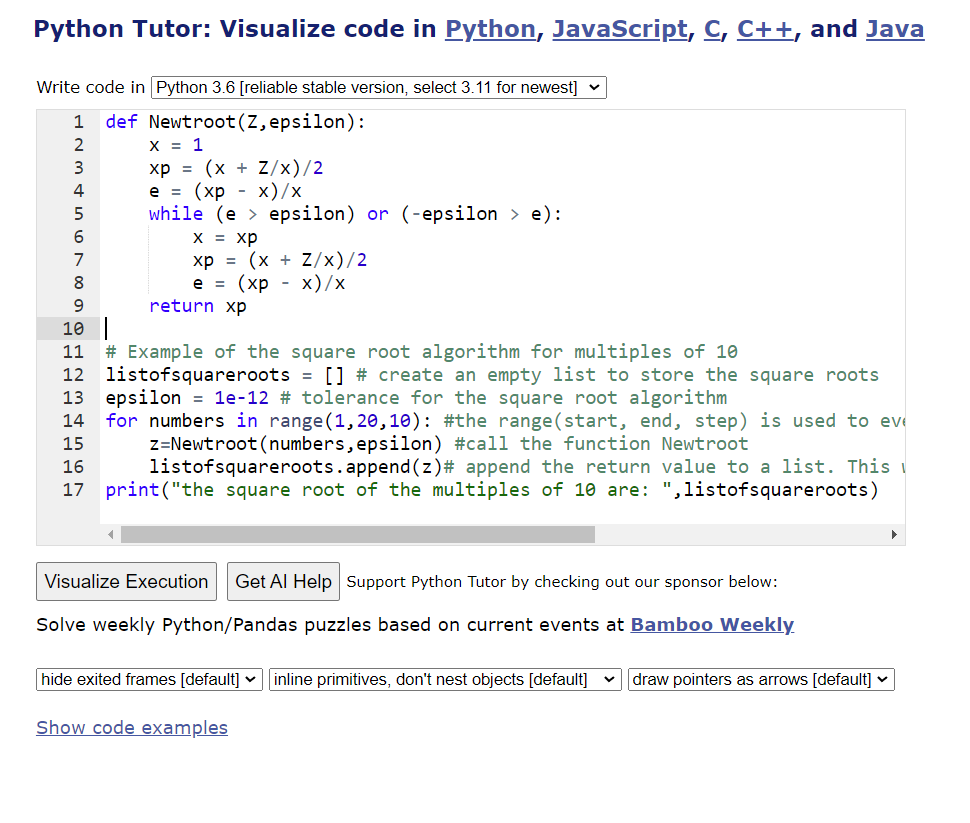 Python Tutor: Visualize code in Python, JavaScript, C, C++, and Java
Write code in Python 3.6 [reliable stable version, select 3.11 for newest]
1 def Newtroot(Z,epsilon):
2     x = 1
3     xp = (x + Z/x)/2
4     e = (xp - x)/x
5     while (e > epsilon) or (-epsilon > e):
6         x = xp
7         xp = (x + Z/x)/2
8         e = (xp - x)/x
9     return xp
10
11 # Example of the square root algorithm for multiples of 10
12 listofsquareroots = [] # create an empty list to store the square roots
13 epsilon = 1e-12 # tolerance for the square root algorithm
14 for numbers in range(1,20,10): #the range(start, end, step) is used to
15     z=Newtroot(numbers,epsilon) #call the function Newtroot
16     listofsquareroots.append(z)# append the return value to a list. This
17 print("the square root of the multiples of 10 are: ",listofsquareroots)
Visualize Execution Get AI Help Support Python Tutor by checking out our sponsor below:
Solve weekly Python/Pandas puzzles based on current events at Bamboo Weekly
hide exited frames [default] inline primitives, don't nest objects [default] draw pointers as arrows [default]
Show code examples